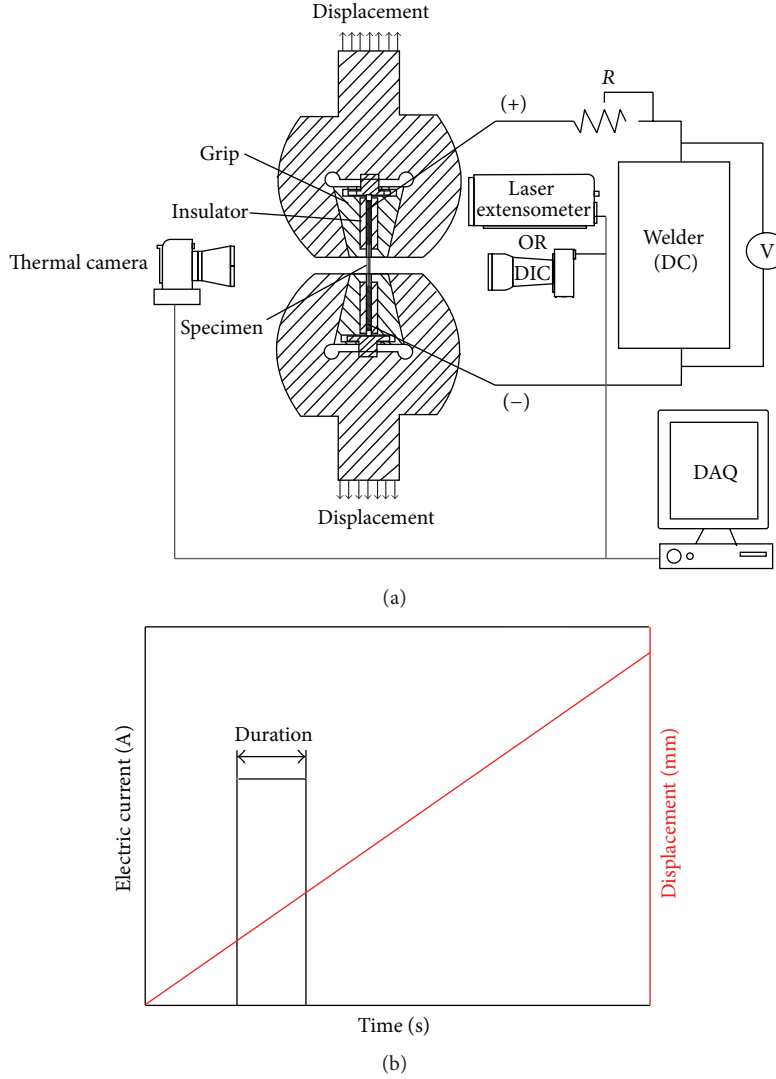 Displacement
R
(+)
Grip
Laser
extensometer
Insulator
OR
Welder
(DC)
V
Thermal camera
DIC
Specimen
(−)
DAQ
Displacement
(a)
Duration
Electric current (A)
Displacement (mm)
Time (s)
(b)